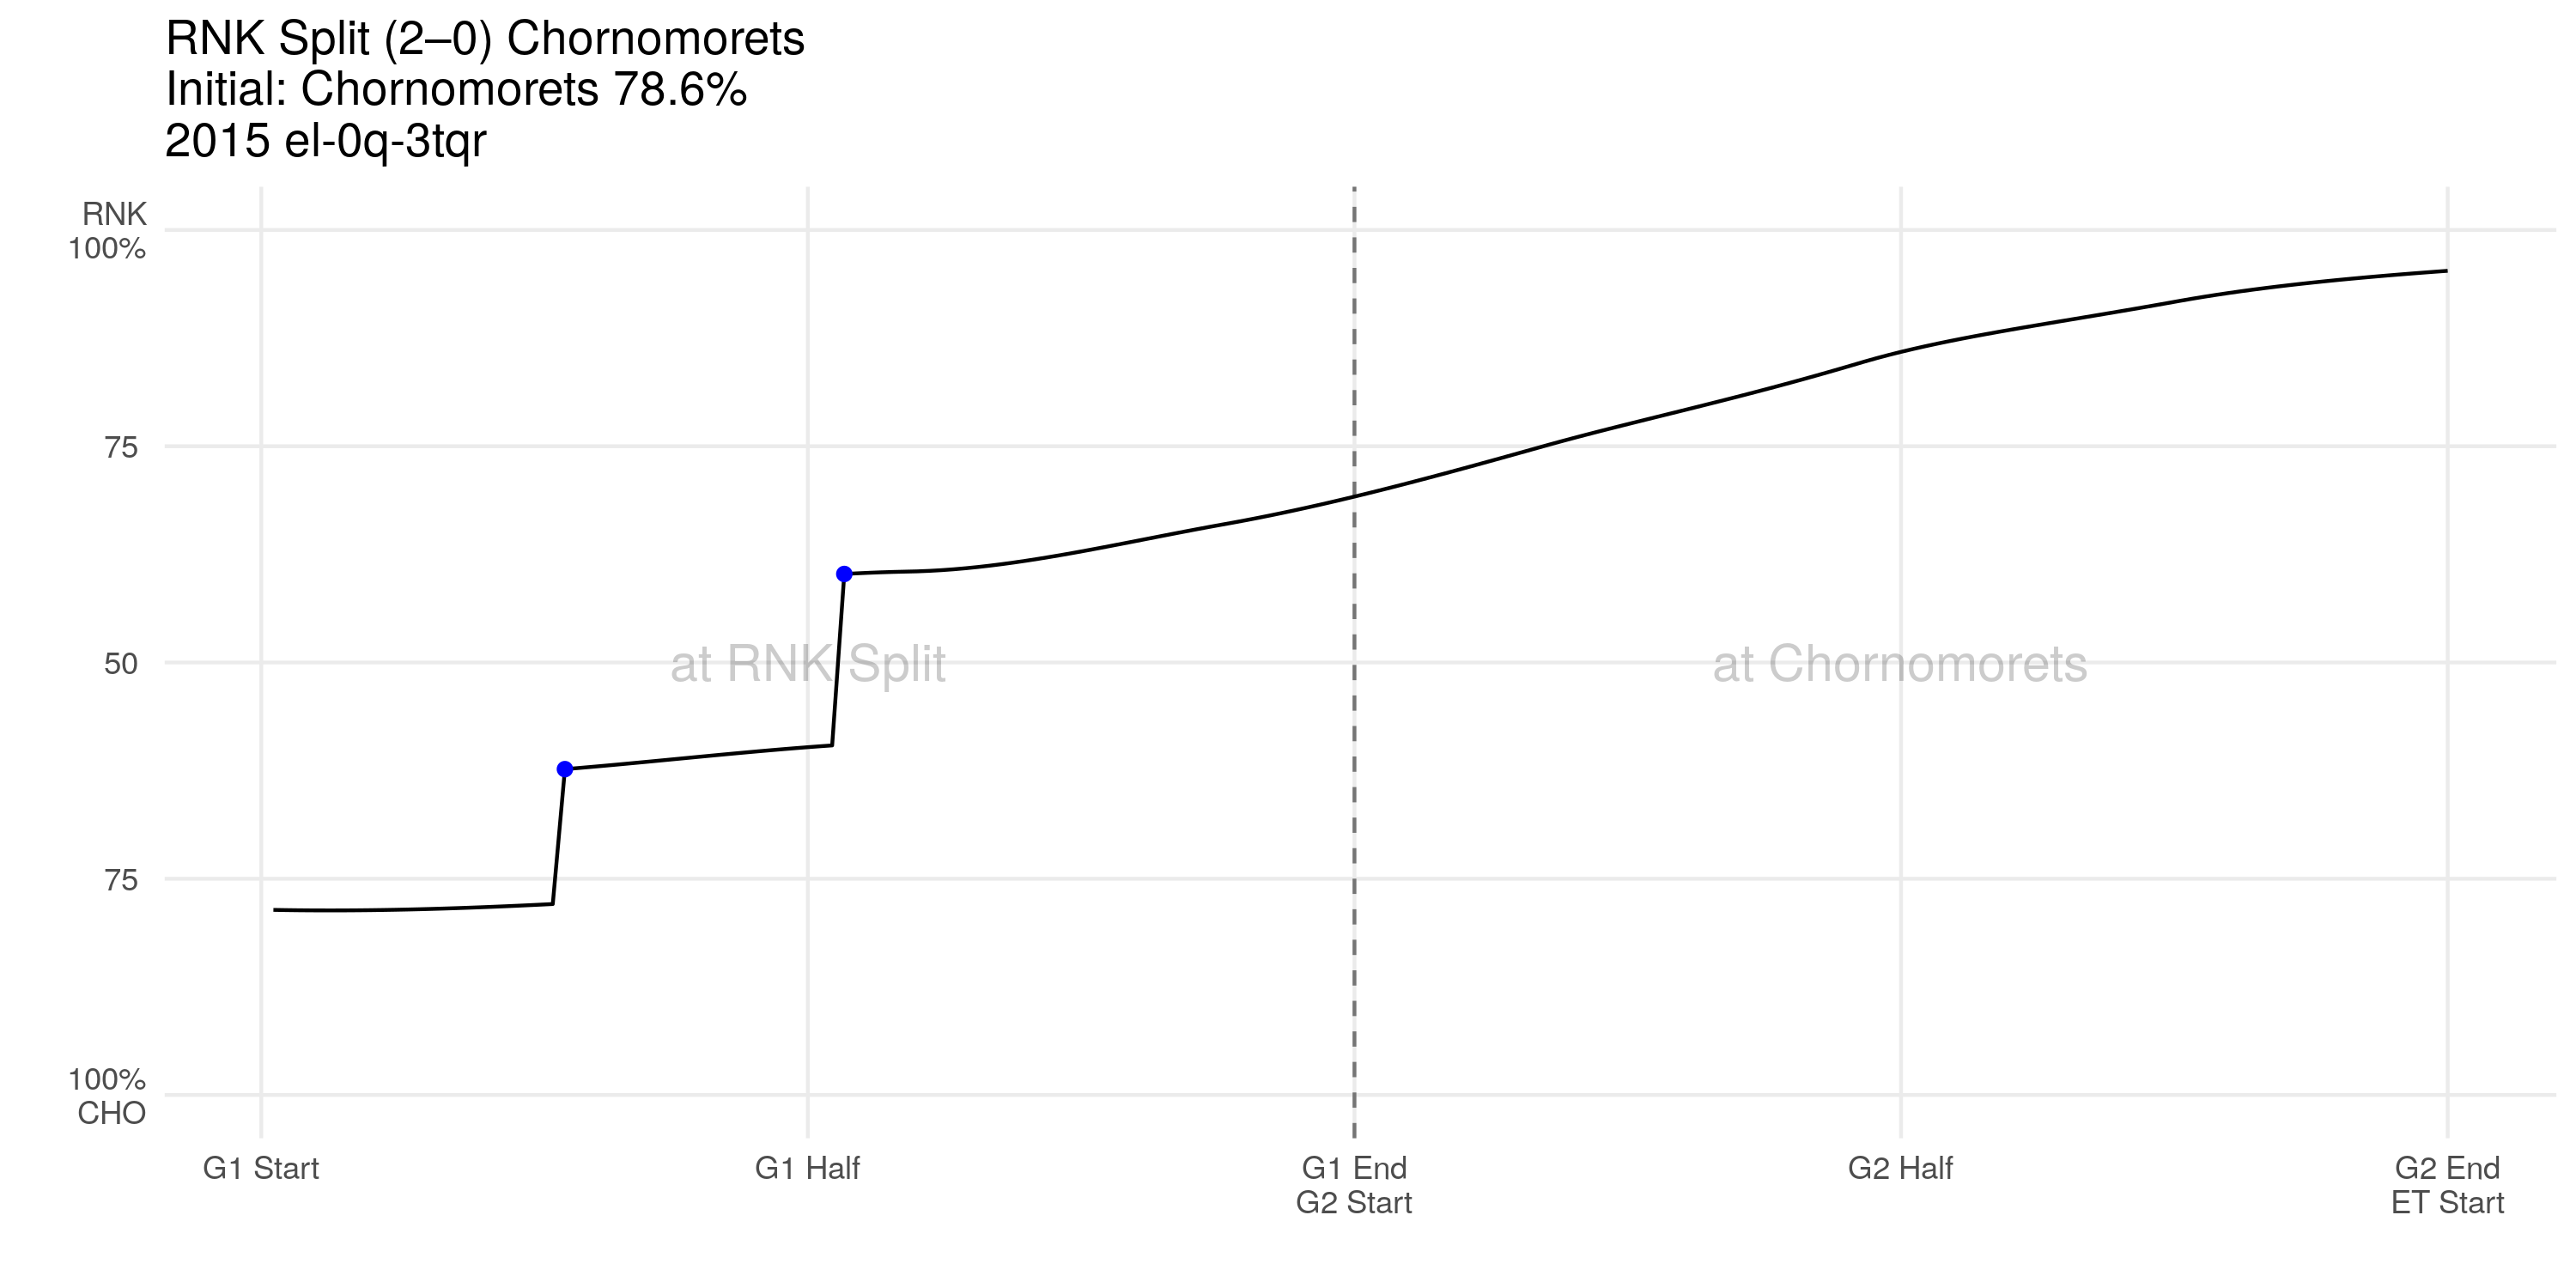 RNK Split (2–0) Chornomorets
Initial: Chornomorets 78.6%
2015 el-0q-3tqr
RNK
100%
75
50
75
100%
CHO
at RNK Split
at Chornomorets
G1 Start
G1 Half
G1 End
G2 Start
G2 Half
G2 End
ET Start